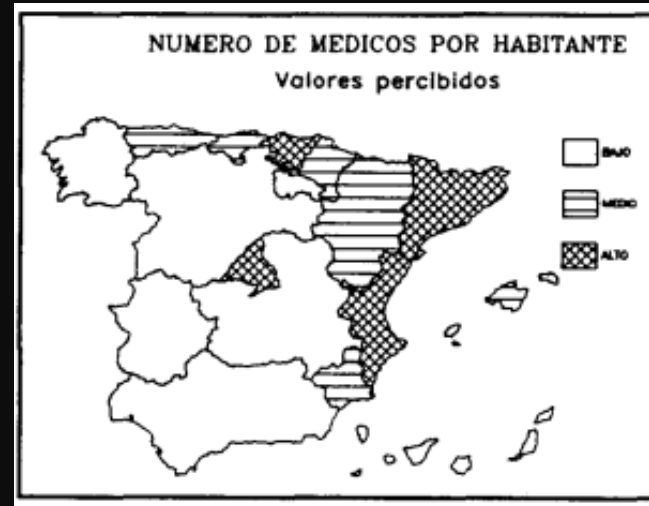 NUMERO DE MEDICOS POR HABITANTE
Valores percibidos
BAJO
MEDIO
ALTO